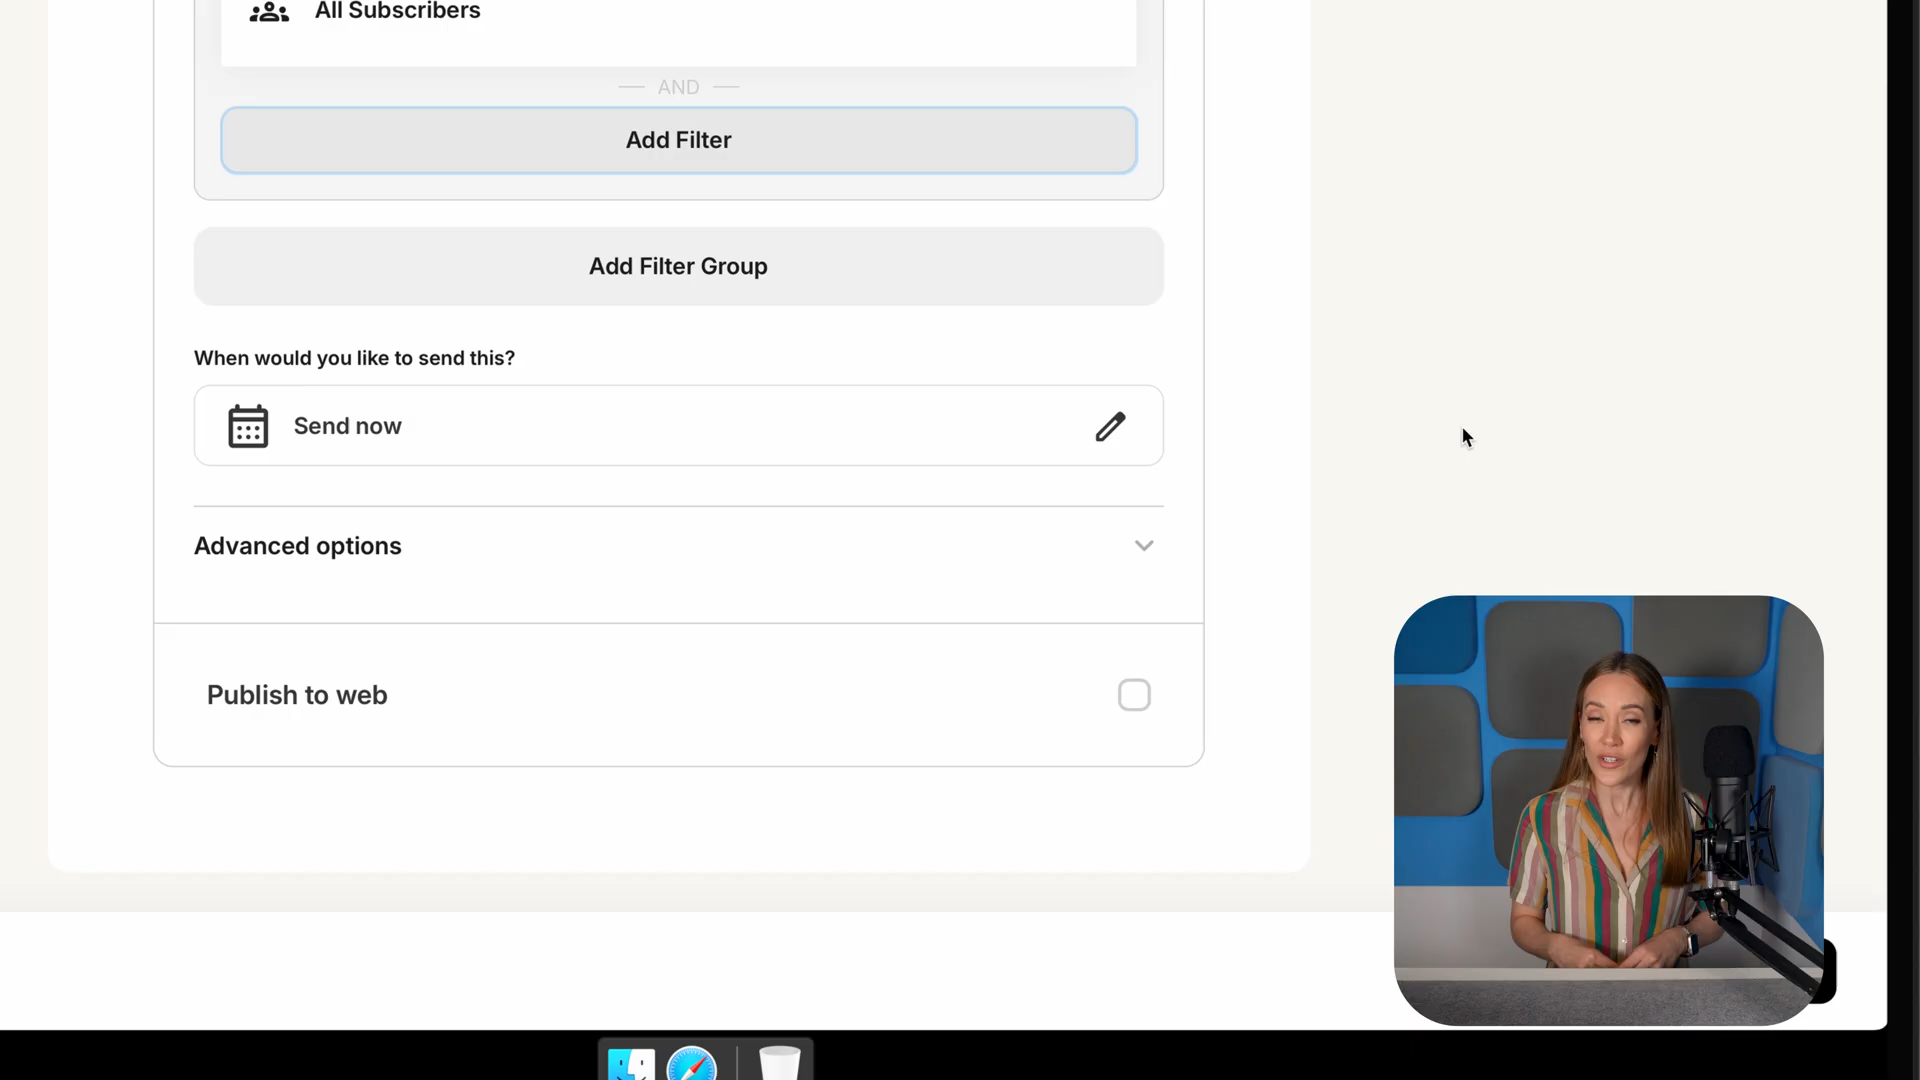 All Subscribers
AND
Add Filter
Add Filter Group
When would you like to send this?
Send now
Advanced options
Publish to web